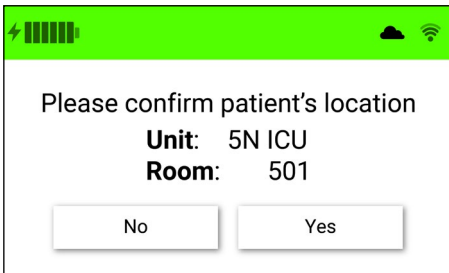 Please confirm patient's location
Unit: 5N ICU
Room: 501
No Yes